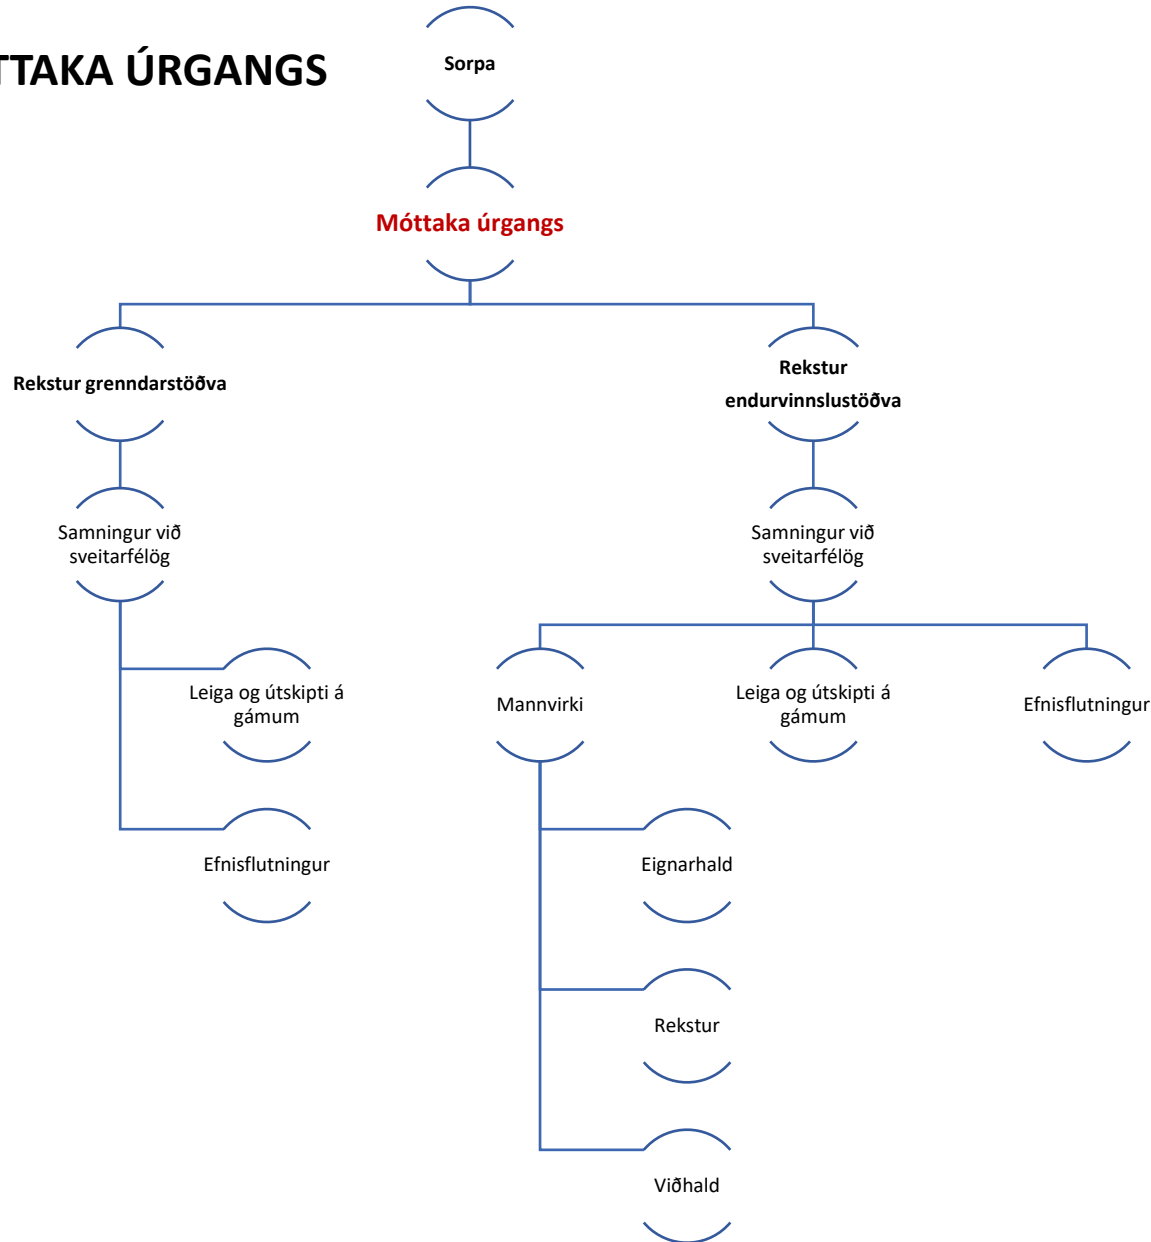 TTAKA ÚRGANGS
Sorpa
Móttaka úrgangs
Rekstur grenndarstöðva
Rekstur
endurvinnslustöðva
Samningur við
sveitarfélög
Samningur við
sveitarfélög
Leiga og útskipti á
gámum
Mannvirki
Leiga og útskipti á
gámum
Efnisflutningur
Efnisflutningur
Eignarhald
Rekstur
Viðhald